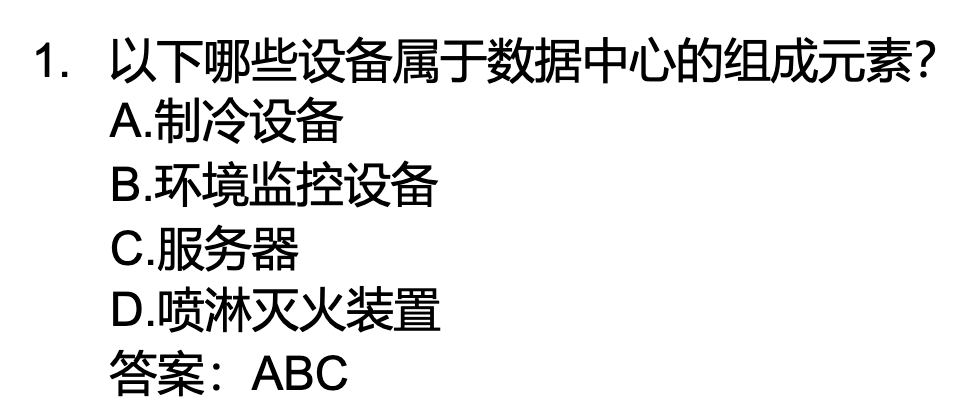 1. 以下哪些设备属于数据中心的组成元素？
A.制冷设备
B.环境监控设备
C.服务器
D.喷淋灭火装置
答案：ABC